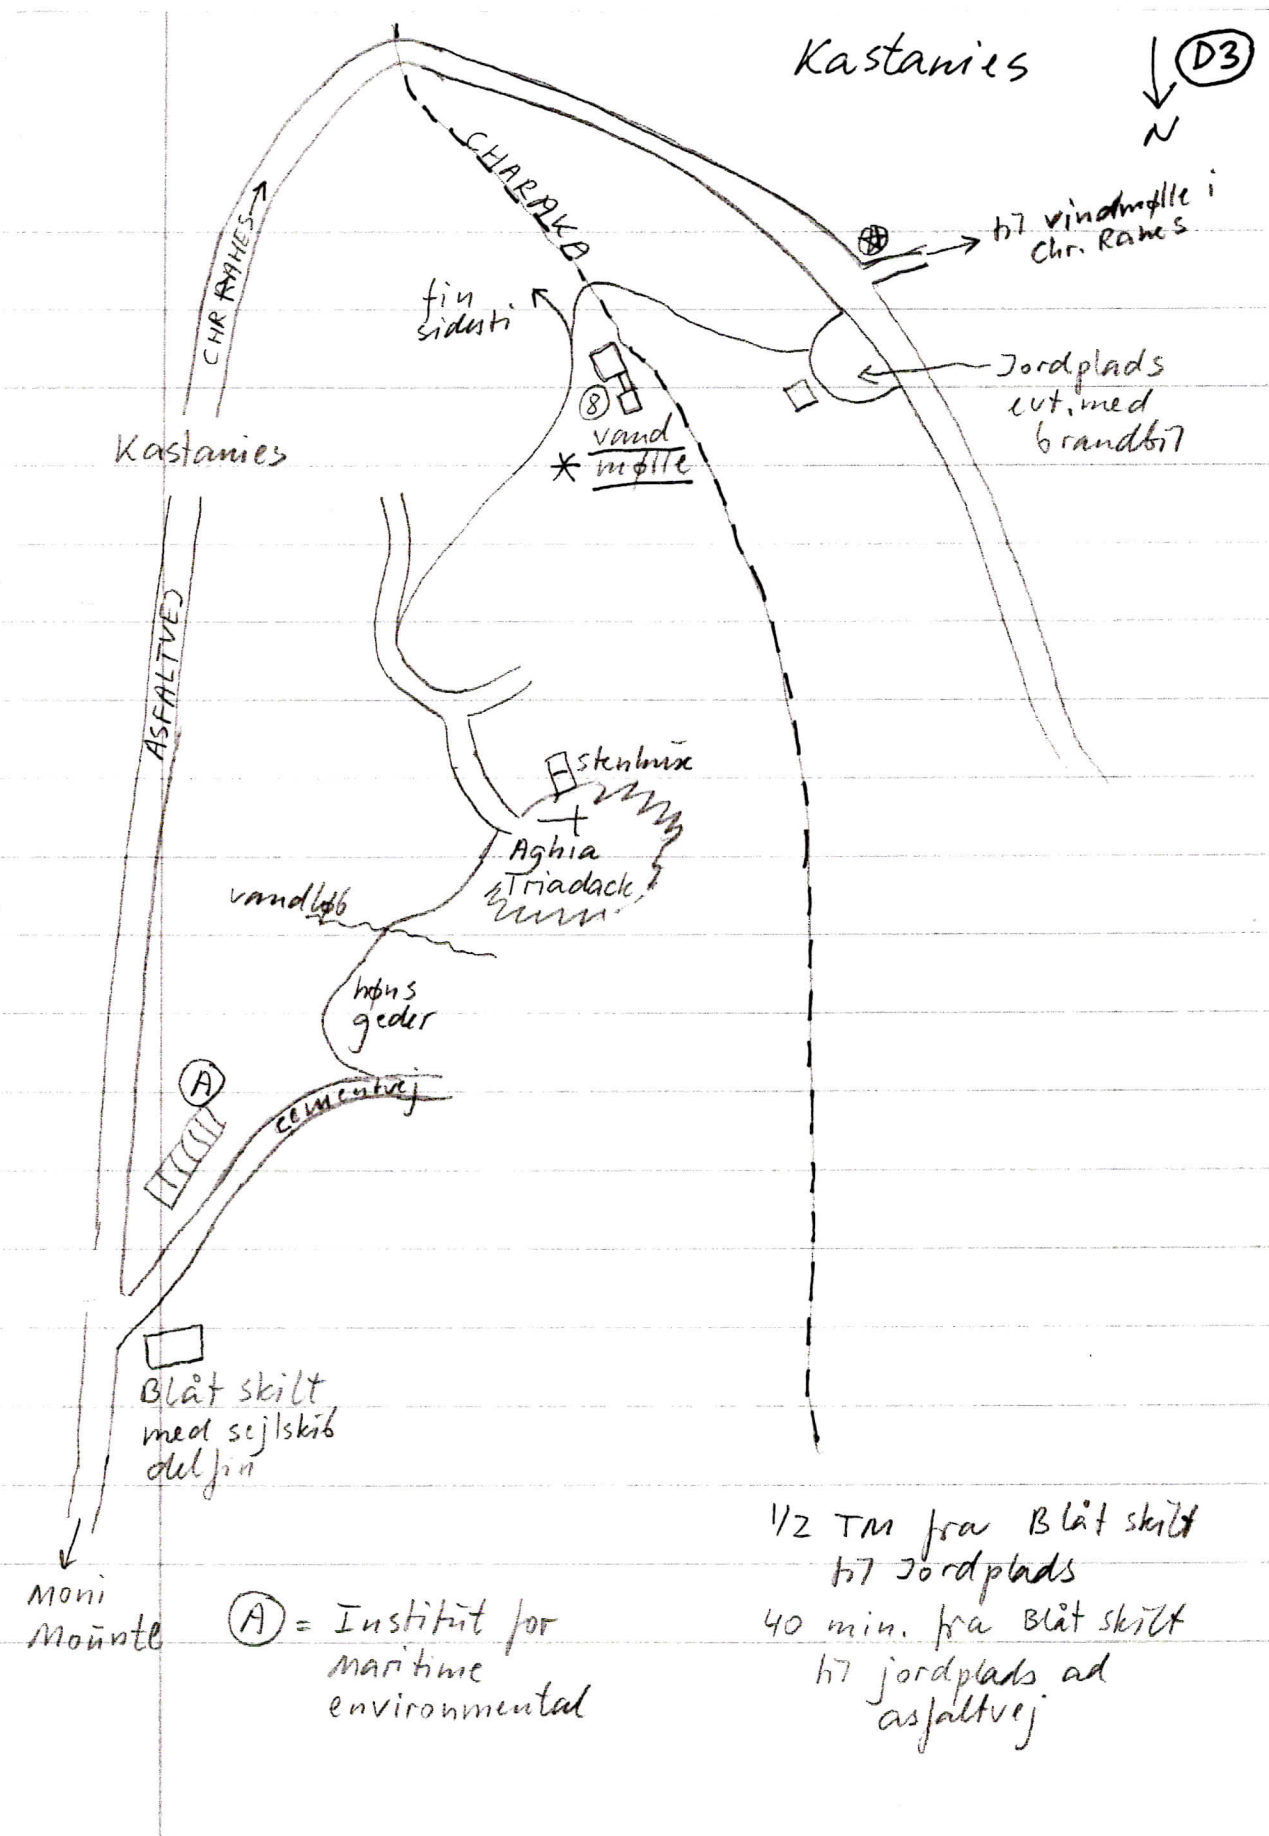 Kastanies
D3
N
CHARAKA
CHR RAHES
til vindmølle i
Chr. Rahes
fin
sidesti
Jordplads
evt. med
brandbil
8
vand
mølle
Kastanies
ASFALTVEJ
stenhuse
+
Aghia
Triadack
vandløb
høns
geder
A
cementvej
Blåt skilt
med sejlskib
delfin
Moni
Mounte
A = Institut for
Maritime
environmental
1/2 TM fra Blåt skilt
til Jordplads
40 min. fra Blåt skilt
til jordplads ad
asfaltvej